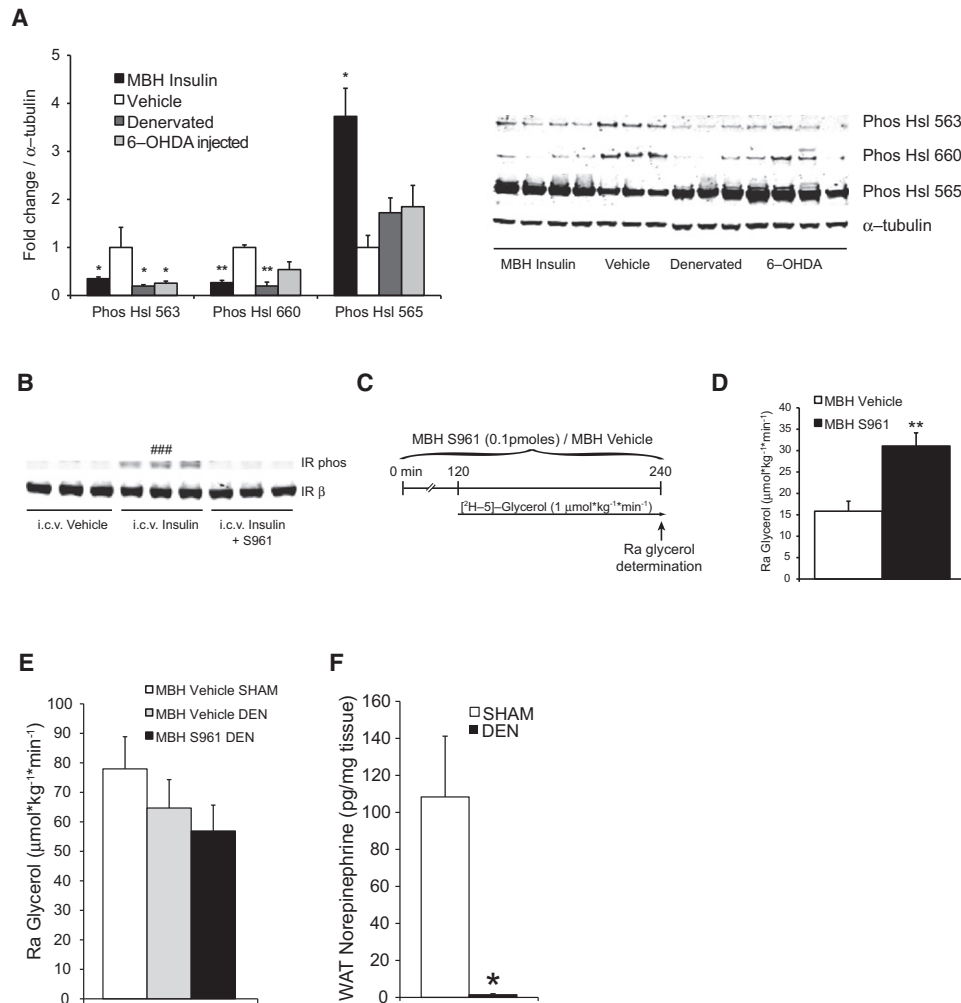 A
Fold change / α–tubulin
5
4
3
2
1
0
MBH Insulin
Vehicle
Denervated
6–OHDA injected
*
* * *
** **
Phos Hsl 563 Phos Hsl 660 Phos Hsl 565
Phos Hsl 563
Phos Hsl 660
Phos Hsl 565
α–tubulin
MBH Insulin Vehicle Denervated 6–OHDA
B
###
IR phos
IR β
i.c.v. Vehicle i.c.v. Insulin i.c.v. Insulin
+ S961
C
MBH S961 (0.1pmoles) / MBH Vehicle
0 min 120 240
[²H–5]–Glycerol (1 μmol*kg⁻¹*min⁻¹)
Ra glycerol
determination
D
MBH Vehicle
MBH S961
Ra Glycerol (μmol*kg⁻¹*min⁻¹)
40
35
30
25
20
15
10
5
0
**
E
MBH Vehicle SHAM
MBH Vehicle DEN
MBH S961 DEN
Ra Glycerol (μmol*kg⁻¹*min⁻¹)
100
90
80
70
60
50
40
30
20
10
0
F
SHAM
DEN
WAT Norepinephrine (pg/mg tissue)
160
140
120
100
80
60
40
20
0
*